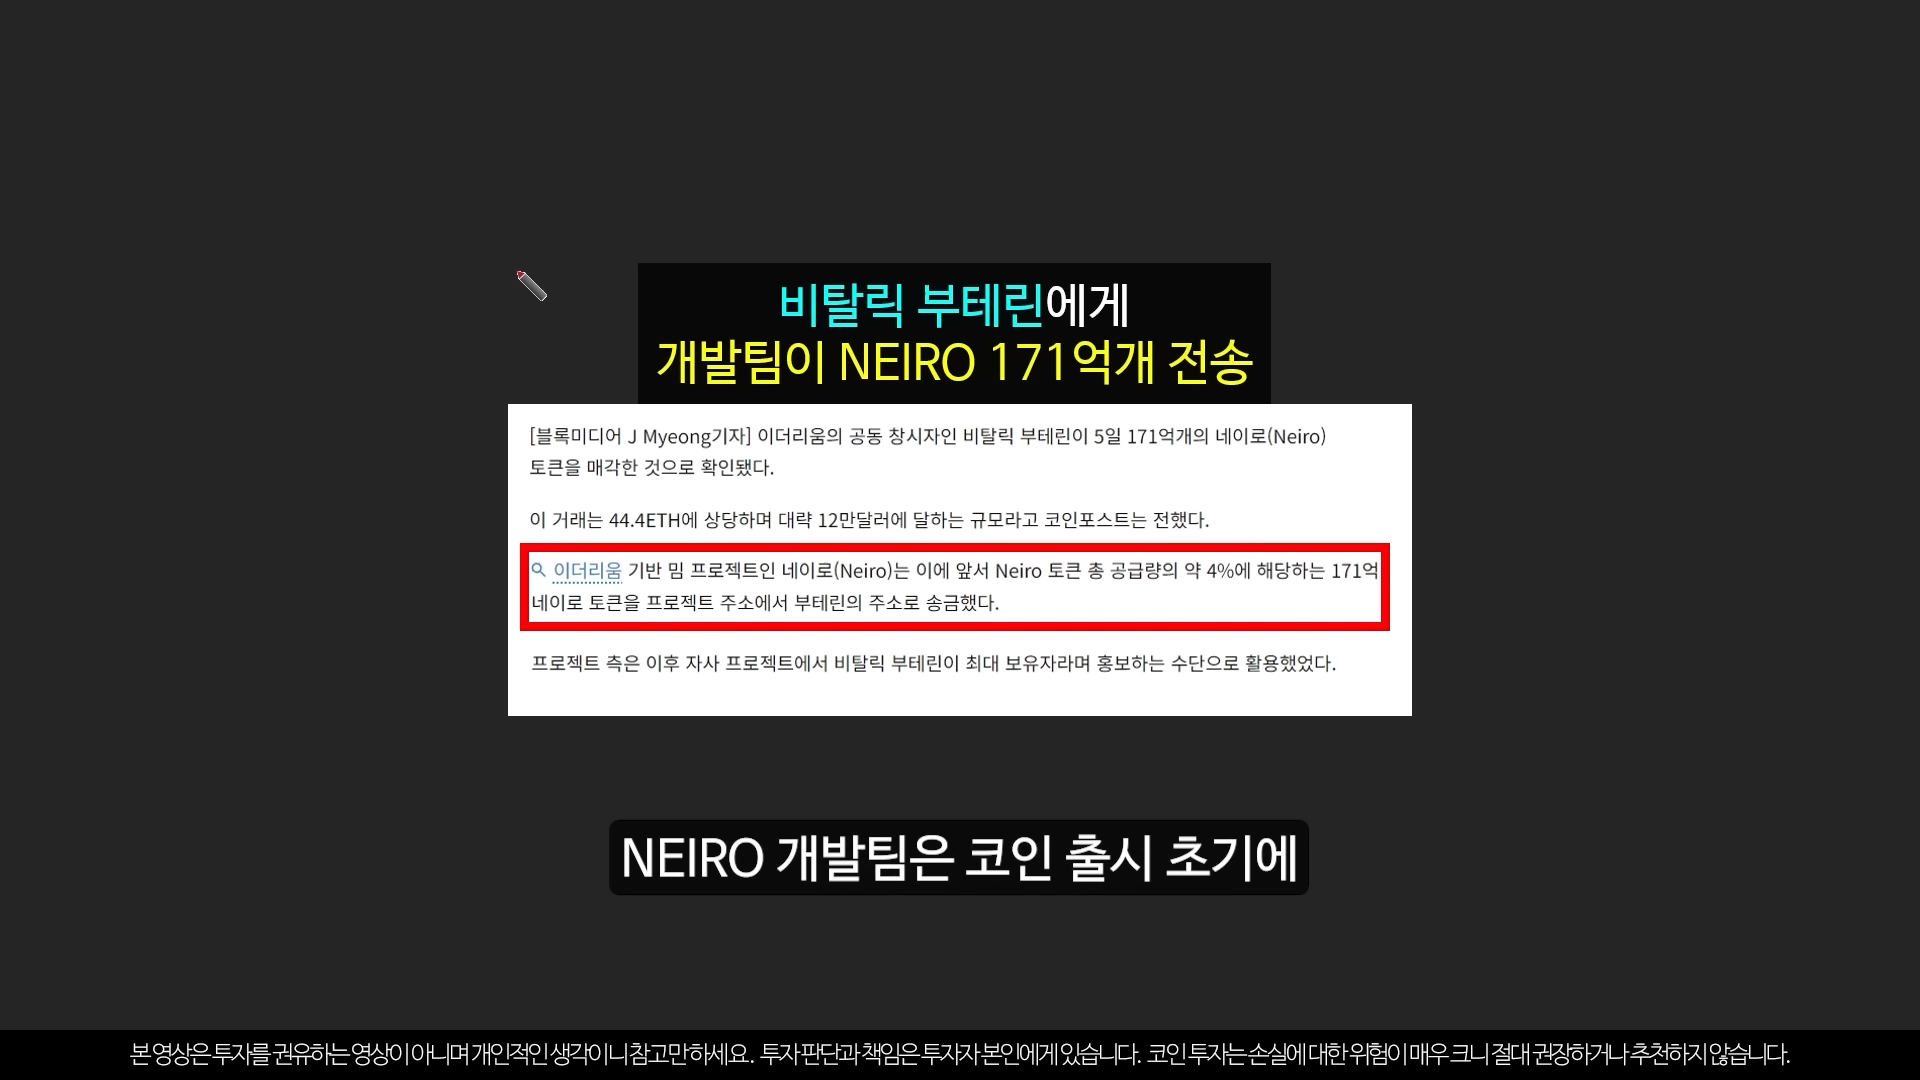 비탈릭 부테린에게
개발팀이 NEIRO 171억개 전송
[블록미디어 J Myeong기자] 이더리움의 공동 창시자인 비탈릭 부테린이 5일 171억개의 네이로(Neiro)
토큰을 매각한 것으로 확인됐다.
이 거래는 44.4ETH에 상당하며 대략 12만달러에 달하는 규모라고 코인포스트는 전했다.
이더리움 기반 밈 프로젝트인 네이로(Neiro)는 이에 앞서 Neiro 토큰 총 공급량의 약 4%에 해당하는 171억
네이로 토큰을 프로젝트 주소에서 부테린의 주소로 송금했다.
프로젝트 측은 이후 자사 프로젝트에서 비탈릭 부테린이 최대 보유자라며 홍보하는 수단으로 활용했었다.
NEIRO 개발팀은 코인 출시 초기에
본 영상은 투자를 권유하는 영상이 아니며 개인적인 생각이니 참고만 하세요. 투자 판단과 책임은 투자자 본인에게 있습니다. 코인 투자는 손실에 대한 위험이 매우 크니 절대 권장하거나 추천하지 않습니다.